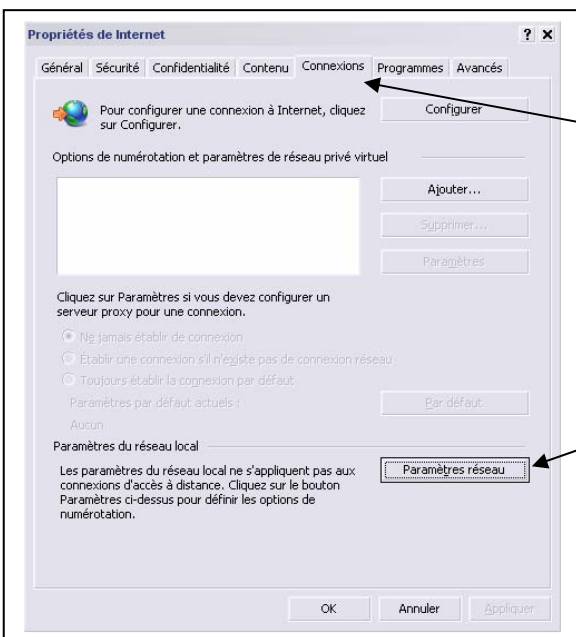 Propriétés de Internet
Général Sécurité Confidentialité Contenu Connexions Programmes Avancés
Pour configurer une connexion à Internet, cliquez
sur Configurer.
Configurer
Options de numérotation et paramètres de réseau privé virtuel
Ajouter...
Supprimer...
Paramètres
Cliquez sur Paramètres si vous devez configurer un
serveur proxy pour une connexion.
Ne jamais établir de connexion
Établir une connexion s'il n'existe pas de connexion réseau
Toujours établir la connexion par défaut
Paramètres par défaut actuels :
Par défaut
Aucun
Paramètres du réseau local
Les paramètres du réseau local ne s'appliquent pas aux
connexions d'accès à distance. Cliquez sur le bouton
Paramètres ci-dessus pour définir les options de
numérotation.
Paramètres réseau
OK Annuler Appliquer